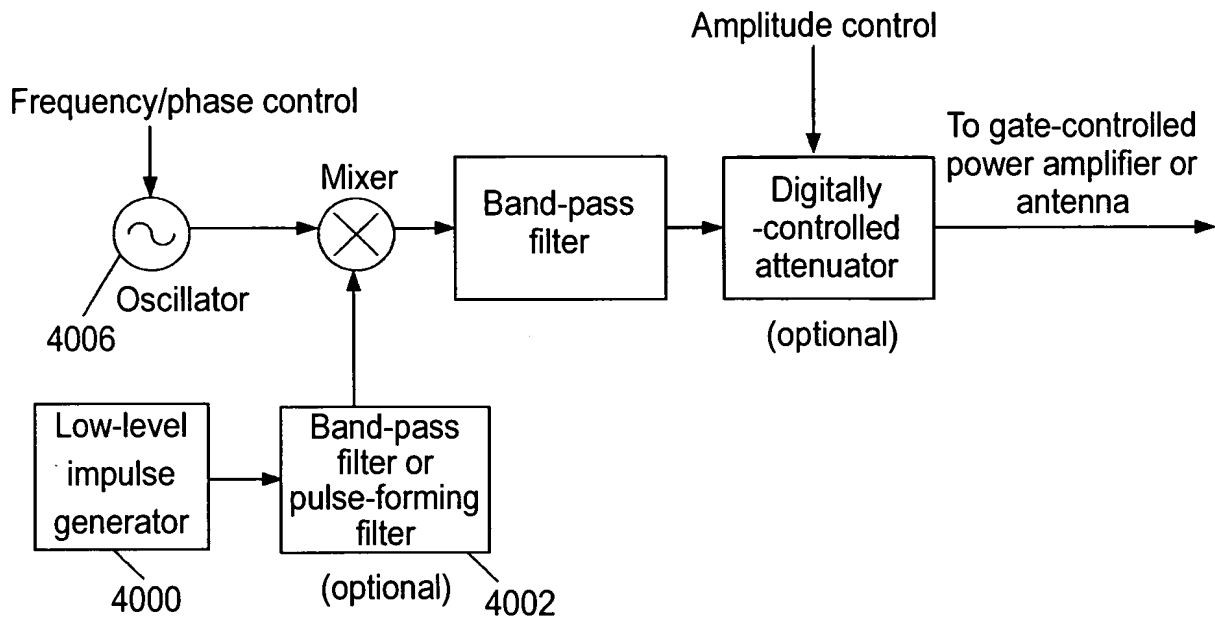 Amplitude control
Frequency/phase control
To gate-controlled
power amplifier or
antenna
Mixer
Band-pass
filter
Digitally
-controlled
attenuator
Oscillator
4006
(optional)
Low-level
impulse
generator
Band-pass
filter or
pulse-forming
filter
4000
(optional)
4002